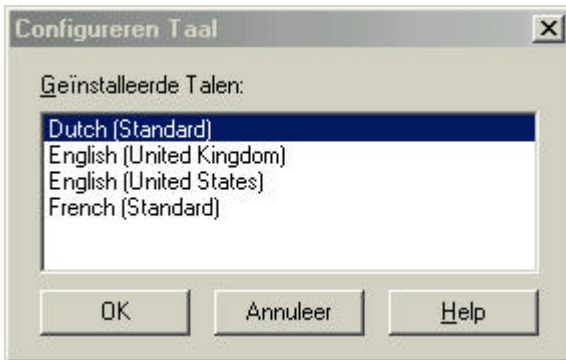 Configureren Taal
Geïnstalleerde Talen:
Dutch (Standard)
English (United Kingdom)
English (United States)
French (Standard)
OK Annuleer Help